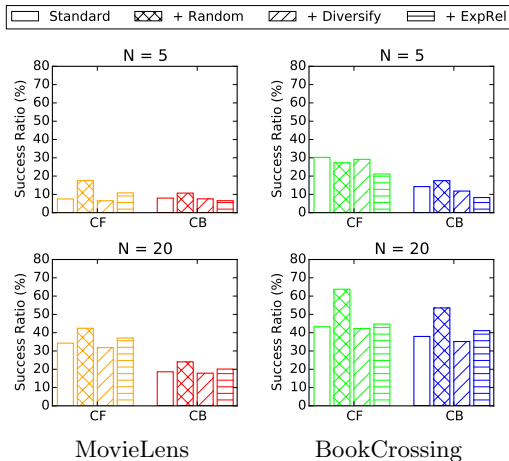 Standard + Random + Diversify + ExpRel
N = 5
Success Ratio (%)
80
70
60
50
40
30
20
10
0
CF CB
N = 5
Success Ratio (%)
80
70
60
50
40
30
20
10
0
CF CB
N = 20
Success Ratio (%)
80
70
60
50
40
30
20
10
0
CF CB
N = 20
Success Ratio (%)
80
70
60
50
40
30
20
10
0
CF CB
MovieLens BookCrossing